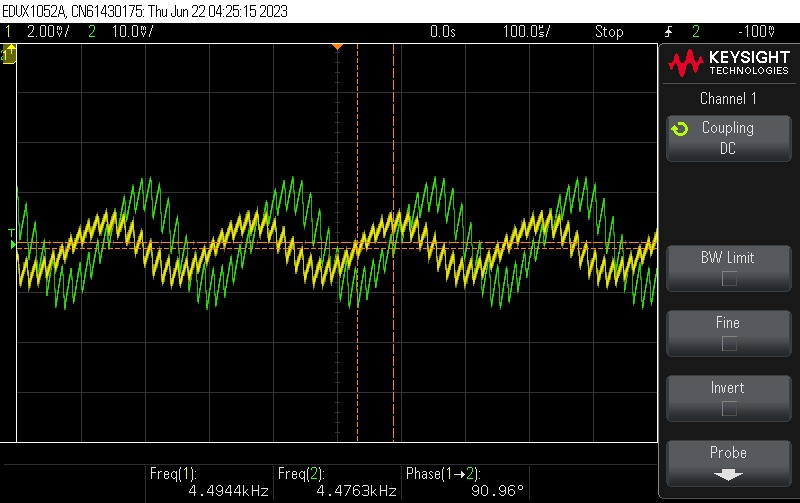 EDUX1052A, CN61430175: Thu Jun 22 04:25:15 2023
1 2.00V/ 2 10.0V/ 0.0s 100.0s/ Stop 2 -100V
KEYSIGHT
TECHNOLOGIES
Channel 1
Coupling
DC
T
BW Limit
Fine
Invert
Probe
Freq(1): Freq(2): Phase(1→2):
4.4944kHz 4.4763kHz 90.96°